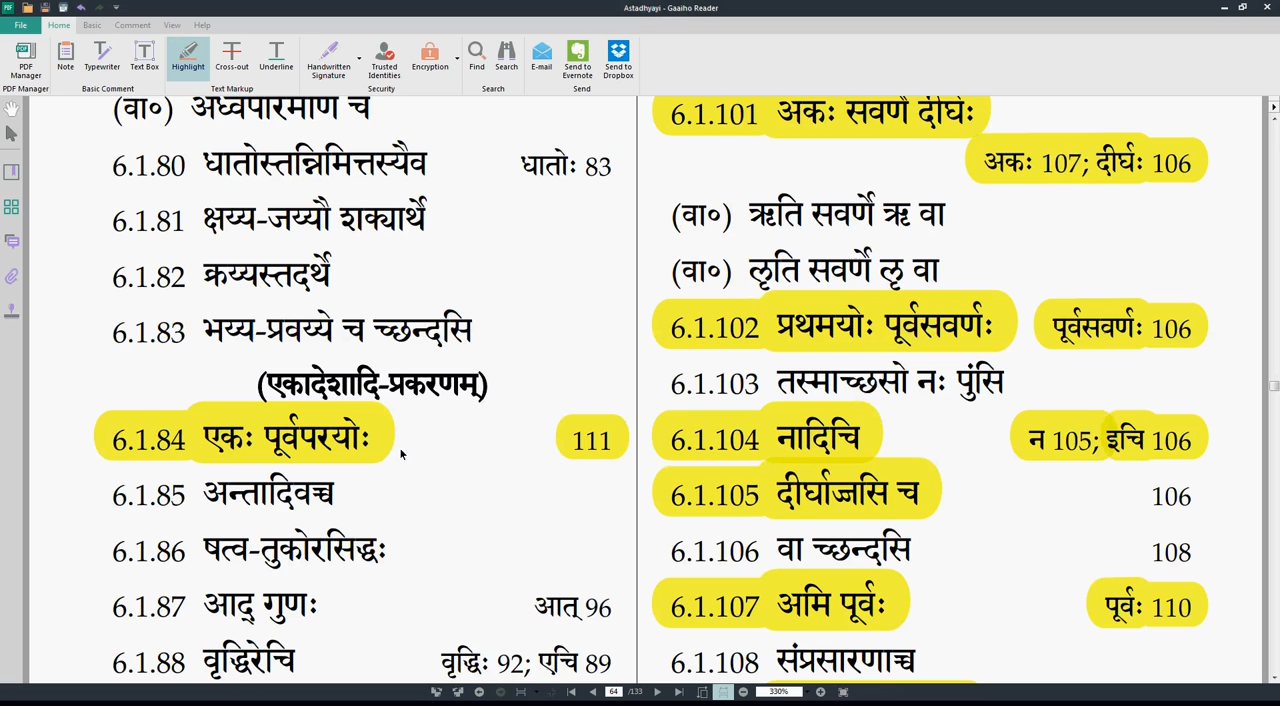 Astadhyayi - Gaaiho Reader
File Home Basic Comment View Help
PDF Manager Note Typewriter Text Box Highlight Cross-out Underline Handwritten Signature Trusted Identities Encryption Find Search E-mail Send to Evernote Send to Dropbox
PDF Manager Basic Comment Text Markup Security Search Send
(वा०) अध्वपरिमाणे च
6.1.80 धातोस्तन्निमित्तस्यैव धातोः 83
6.1.81 क्षय्य-जय्यौ शक्यार्थे
6.1.82 क्रय्यस्तदर्थे
6.1.83 भय्य-प्रवय्ये च च्छन्दसि
(एकादेशादि-प्रकरणम्)
6.1.84 एकः पूर्वपरयोः 111
6.1.85 अन्तादिवच्च
6.1.86 षत्व-तुकोरसिद्धः
6.1.87 आद् गुणः आत् 96
6.1.88 वृद्धिरेचि वृद्धिः 92; एचि 89
6.1.101 अकः सवर्णे दीर्घः
अकः 107; दीर्घः 106
(वा०) ऋति सवर्णे ऋ वा
(वा०) ऌति सवर्णे ऌ वा
6.1.102 प्रथमयोः पूर्वसवर्णः पूर्वसवर्णः 106
6.1.103 तस्माच्छसो नः पुंसि
6.1.104 नादिचि न 105; इचि 106
6.1.105 दीर्घाज्जसि च 106
6.1.106 वा च्छन्दसि 108
6.1.107 अमि पूर्वः पूर्वः 110
6.1.108 संप्रसारणाच्च
64 /133 330%